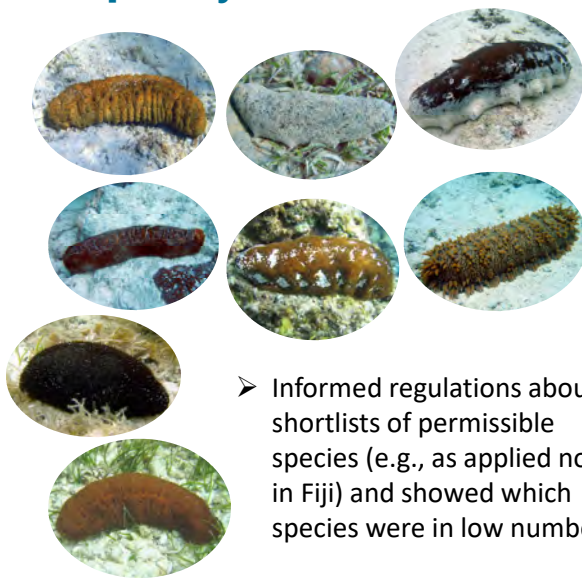 ➢ Informed regulations abou
shortlists of permissible
species (e.g., as applied no
in Fiji) and showed which
species were in low numbe